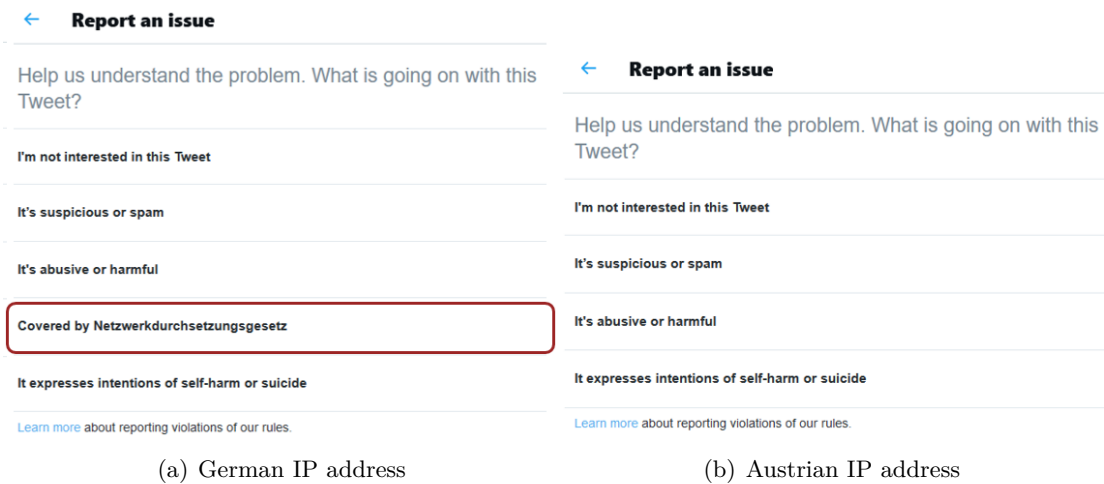 ← Report an issue
Help us understand the problem. What is going on with this
Tweet?
I'm not interested in this Tweet
It's suspicious or spam
It's abusive or harmful
Covered by Netzwerkdurchsetzungsgesetz
It expresses intentions of self-harm or suicide
Learn more about reporting violations of our rules.
(a) German IP address
← Report an issue
Help us understand the problem. What is going on with this
Tweet?
I'm not interested in this Tweet
It's suspicious or spam
It's abusive or harmful
It expresses intentions of self-harm or suicide
Learn more about reporting violations of our rules.
(b) Austrian IP address